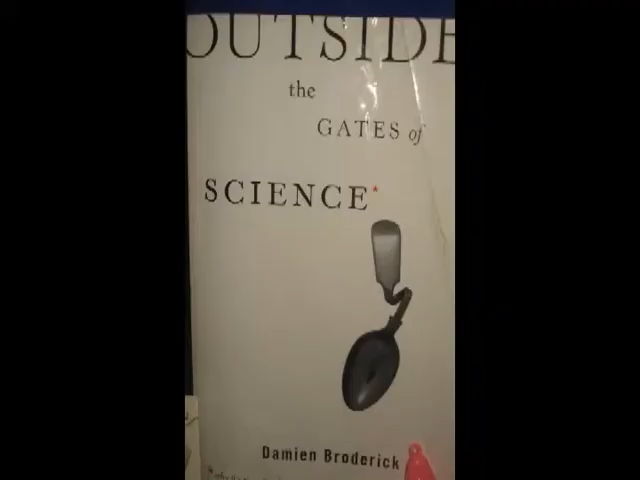 OUTSIDE
the
GATES of
SCIENCE*
Damien Broderick